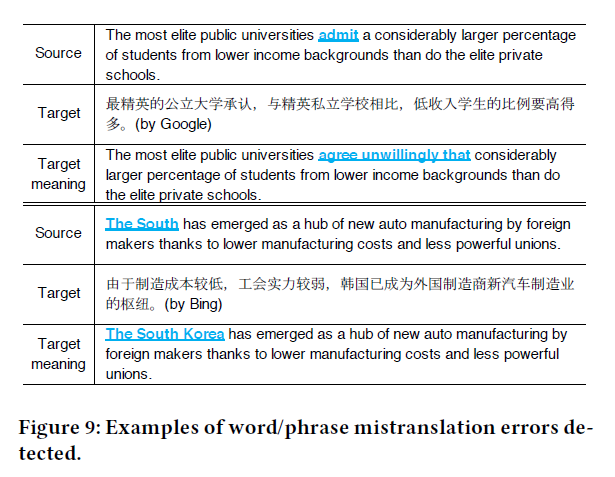 Source
The most elite public universities admit a considerably larger percentage
of students from lower income backgrounds than do the elite private
schools.
Target
最精英的公立大学承认，与精英私立学校相比，低收入学生的比例要高得
多。(by Google)
Target
meaning
The most elite public universities agree unwillingly that considerably
larger percentage of students from lower income backgrounds than do
the elite private schools.
Source
The South has emerged as a hub of new auto manufacturing by foreign
makers thanks to lower manufacturing costs and less powerful unions.
Target
由于制造成本较低，工会实力较弱，韩国已成为外国制造商新汽车制造业
的枢纽。(by Bing)
Target
meaning
The South Korea has emerged as a hub of new auto manufacturing by
foreign makers thanks to lower manufacturing costs and less powerful
unions.
Figure 9: Examples of word/phrase mistranslation errors de-
tected.